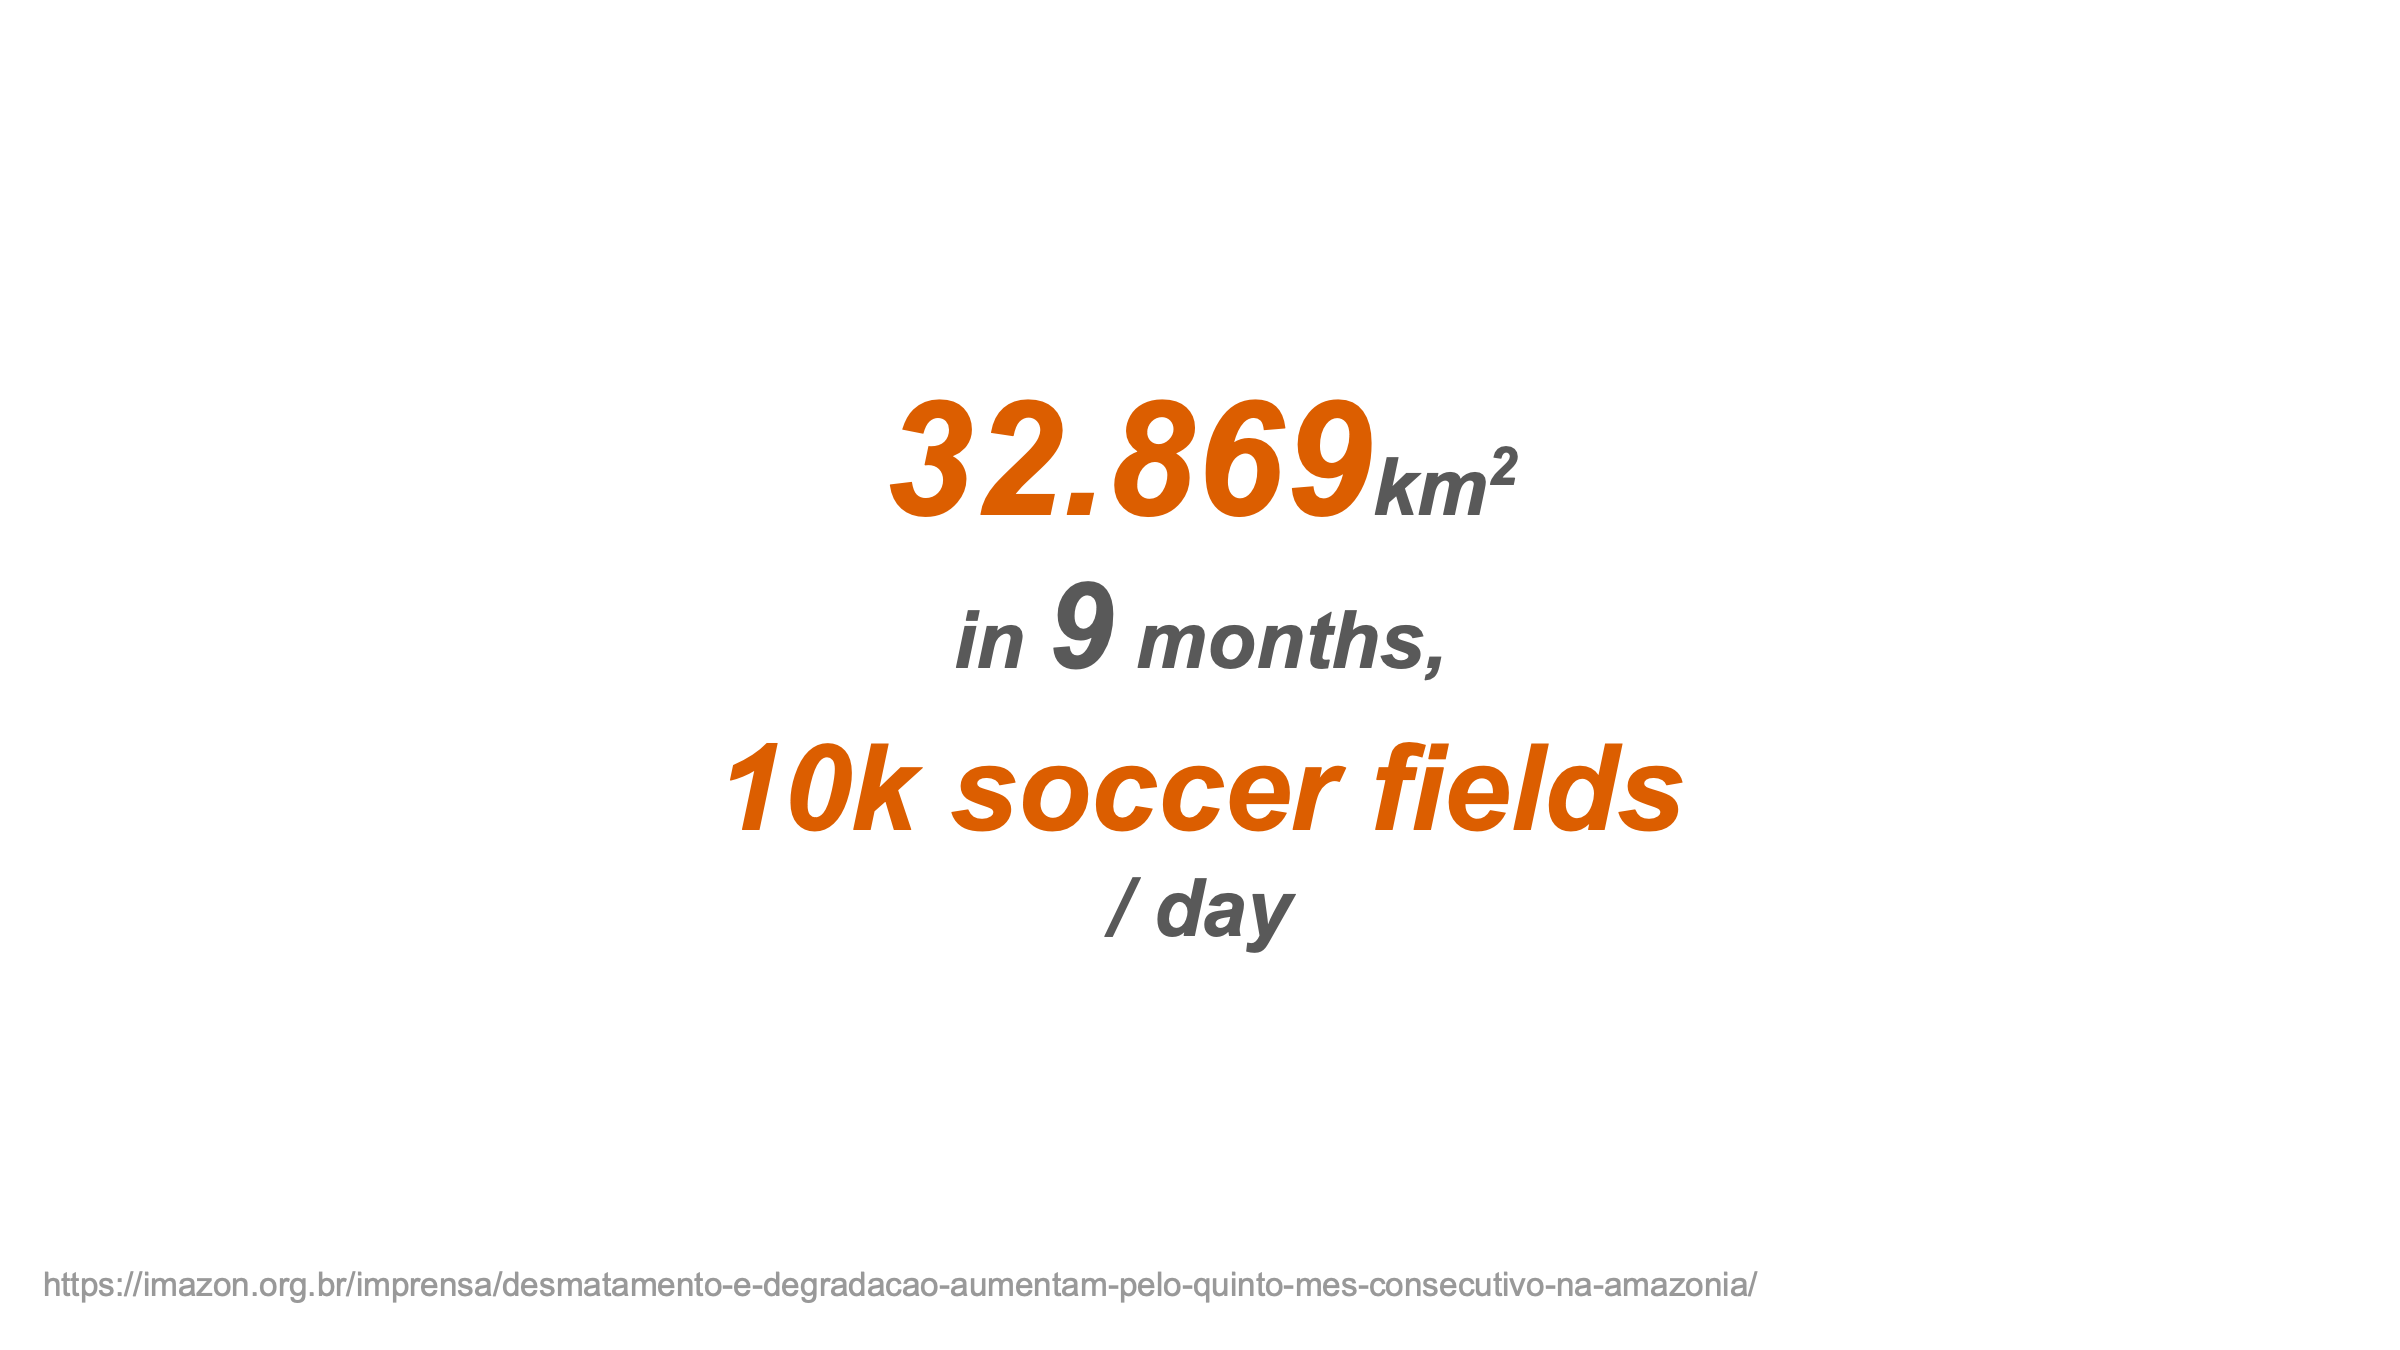 32.869km²
in 9 months,
10k soccer fields
/ day
https://imazon.org.br/imprensa/desmatamento-e-degradacao-aumentam-pelo-quinto-mes-consecutivo-na-amazonia/